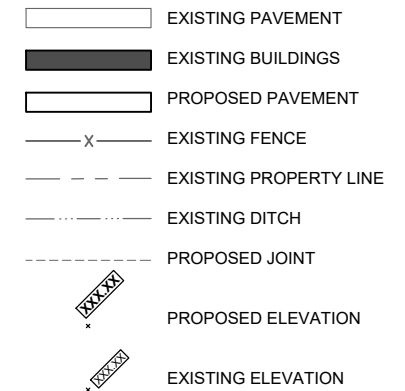 EXISTING PAVEMENT
EXISTING BUILDINGS
PROPOSED PAVEMENT
X EXISTING FENCE
EXISTING PROPERTY LINE
EXISTING DITCH
PROPOSED JOINT
XXX.XX
x
PROPOSED ELEVATION
XXX.XX
x
EXISTING ELEVATION